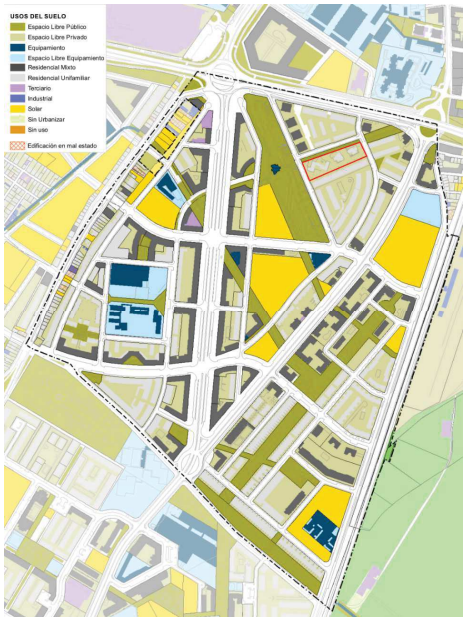 USOS DEL SUELO
Espacio Libre Público
Espacio Libre Privado
Equipamiento
Espacio Libre Equipamiento
Residencial Mixto
Residencial Unifamiliar
Terciario
Industrial
Solar
Sin Urbanizar
Sin uso
Edificación en mal estado